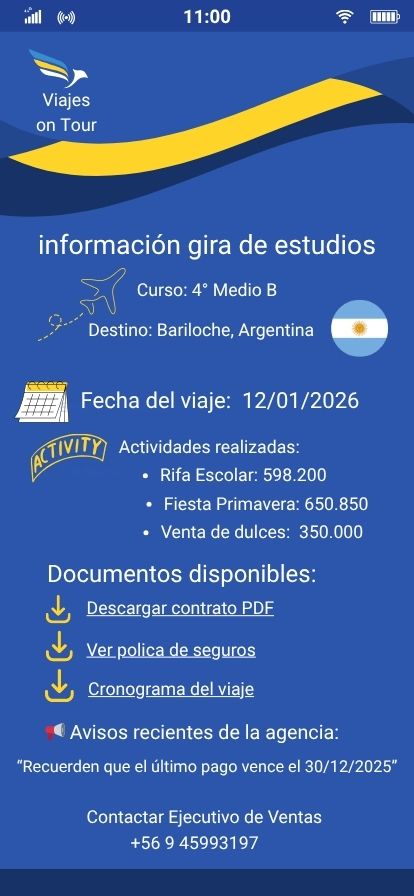 11:00
Viajes
on Tour
información gira de estudios
Curso: 4° Medio B
Destino: Bariloche, Argentina
Fecha del viaje: 12/01/2026
ACTIVITY
Actividades realizadas:
• Rifa Escolar: 598.200
• Fiesta Primavera: 650.850
• Venta de dulces: 350.000
Documentos disponibles:
Descargar contrato PDF
Ver polica de seguros
Cronograma del viaje
Avisos recientes de la agencia:
“Recuerden que el último pago vence el 30/12/2025”
Contactar Ejecutivo de Ventas
+56 9 45993197